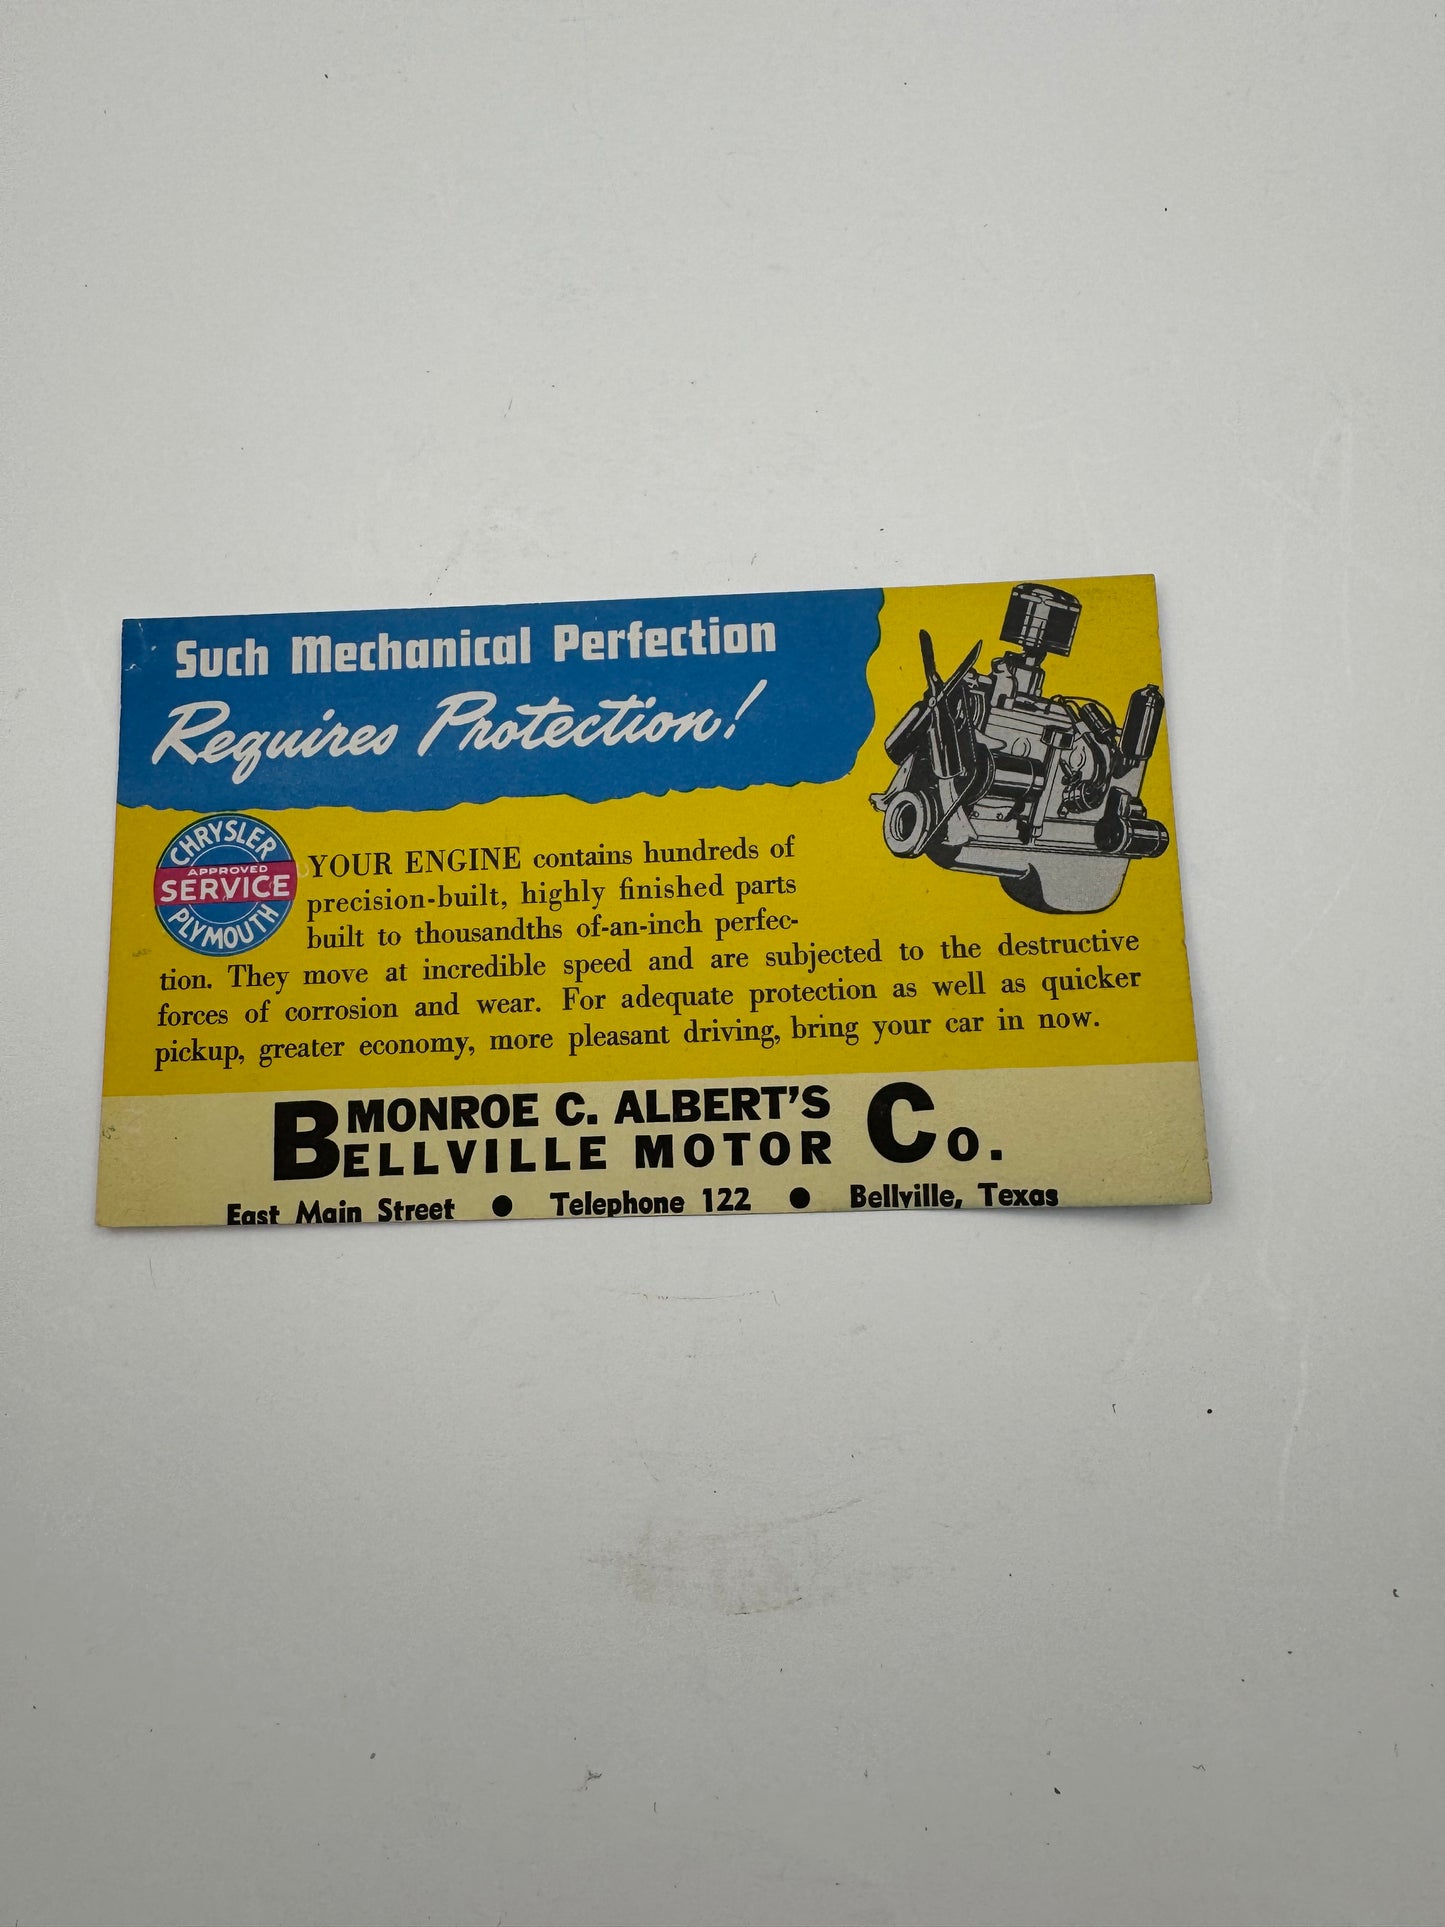 Such Mechanical Perfection
Requires Protection!
CHRYSLER
APPROVED
SERVICE
PLYMOUTH
YOUR ENGINE contains hundreds of
precision-built, highly finished parts
built to thousandths of-an-inch perfec-
tion. They move at incredible speed and are subjected to the destructive
forces of corrosion and wear. For adequate protection as well as quicker
pickup, greater economy, more pleasant driving, bring your car in now.
MONROE C. ALBERT'S
BELLVILLE MOTOR Co.
East Main Street ● Telephone 122 ● Bellville, Texas